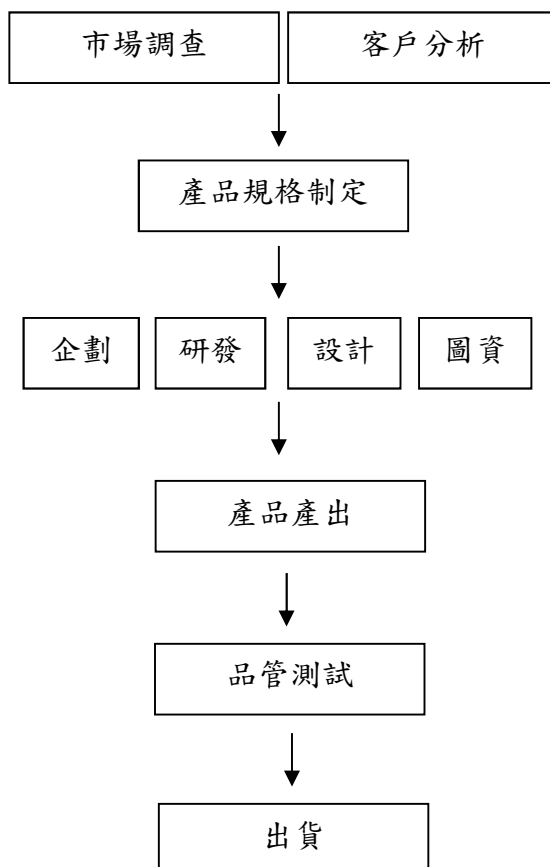 市場調查 客戶分析
產品規格制定
企劃 研發 設計 圖資
產品產出
品管測試
出貨